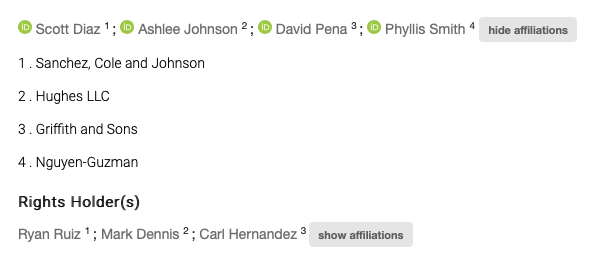 iD Scott Diaz 1 ; iD Ashlee Johnson 2 ; iD David Pena 3 ; iD Phyllis Smith 4 hide affiliations
1 . Sanchez, Cole and Johnson
2 . Hughes LLC
3 . Griffith and Sons
4 . Nguyen-Guzman
Rights Holder(s)
Ryan Ruiz 1 ; Mark Dennis 2 ; Carl Hernandez 3 show affiliations